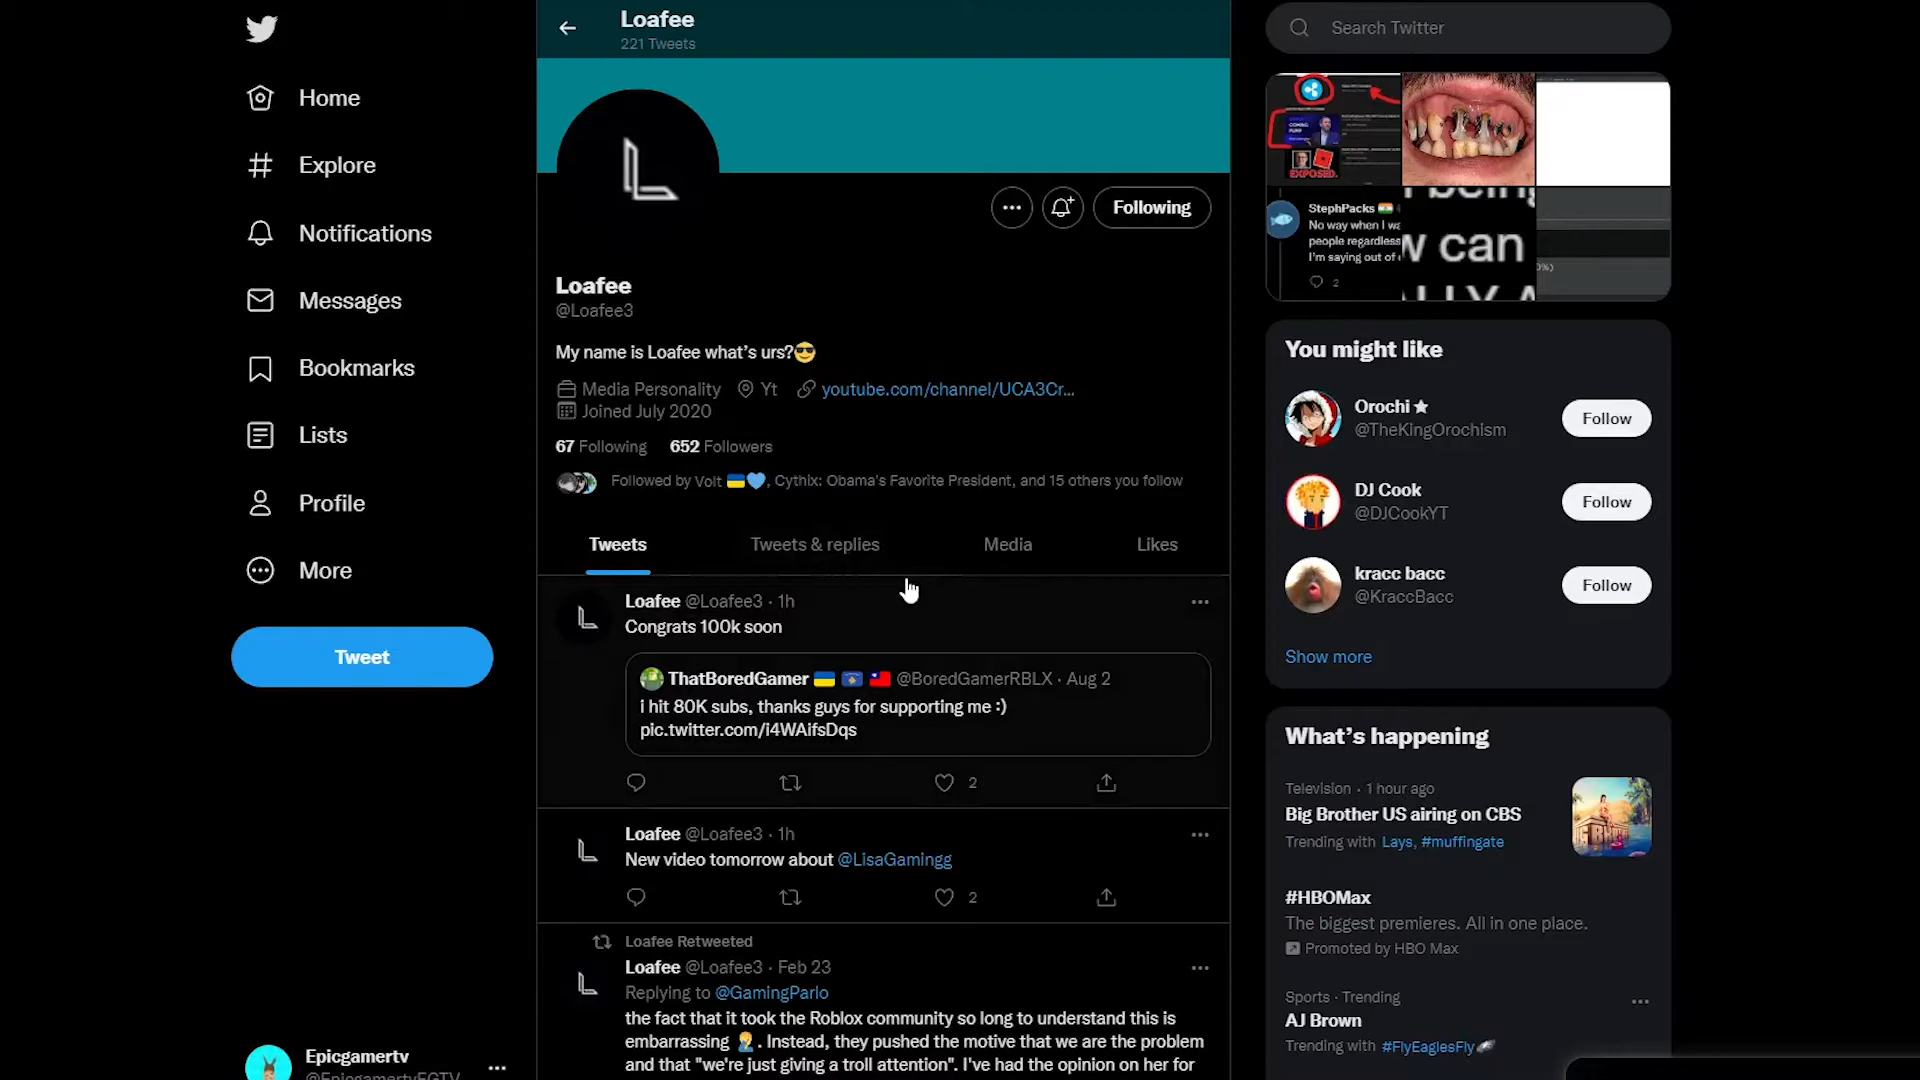 Home
Explore
Notifications
Messages
Bookmarks
Lists
Profile
More
Tweet
Epicgamertv
@EpicgamertvEGTV
Loafee
221 Tweets
Following
Loafee
@Loafee3
My name is Loafee what's urs?😎
Media Personality Yt youtube.com/channel/UCA3Cr...
Joined July 2020
67 Following 652 Followers
Followed by Volt 🇺🇦💙, Cythlx: Obama's Favorite President, and 15 others you follow
Tweets Tweets & replies Media Likes
Loafee @Loafee3 · 1h
Congrats 100k soon
ThatBoredGamer 🇺🇦 🇽🇰 🇹🇼 @BoredGamerRBLX · Aug 2
i hit 80K subs, thanks guys for supporting me :)
pic.twitter.com/i4WAifsDqs
2
Loafee @Loafee3 · 1h
New video tomorrow about @LisaGamingg
2
Loafee Retweeted
Loafee @Loafee3 · Feb 23
Replying to @GamingParlo
the fact that it took the Roblox community so long to understand this is
embarrassing 🤦. Instead, they pushed the motive that we are the problem
and that "we're just giving a troll attention". I've had the opinion on her for
Search Twitter
COMING
EXPOSED.
StephPacks 🇮🇳
No way when I wa
people regardless
I'm saying out of
2
w can
You might like
Orochi ★
@TheKingOrochism
Follow
DJ Cook
@DJCookYT
Follow
kracc bacc
@KraccBacc
Follow
Show more
What's happening
Television · 1 hour ago
Big Brother US airing on CBS
Trending with Lays, #muffingate
#HBOMax
The biggest premieres. All in one place.
Promoted by HBO Max
Sports · Trending
AJ Brown
Trending with #FlyEaglesFly